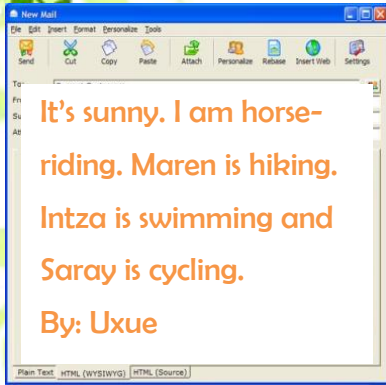 New Mail
File Edit Insert Format Personalize Tools
Send Cut Copy Paste Attach Personalize Rebase Insert Web Settings
It's sunny. I am horse-
riding. Maren is hiking.
Intza is swimming and
Saray is cycling.
By: Uxue
Plain Text HTML (WYSIWYG) HTML (Source)